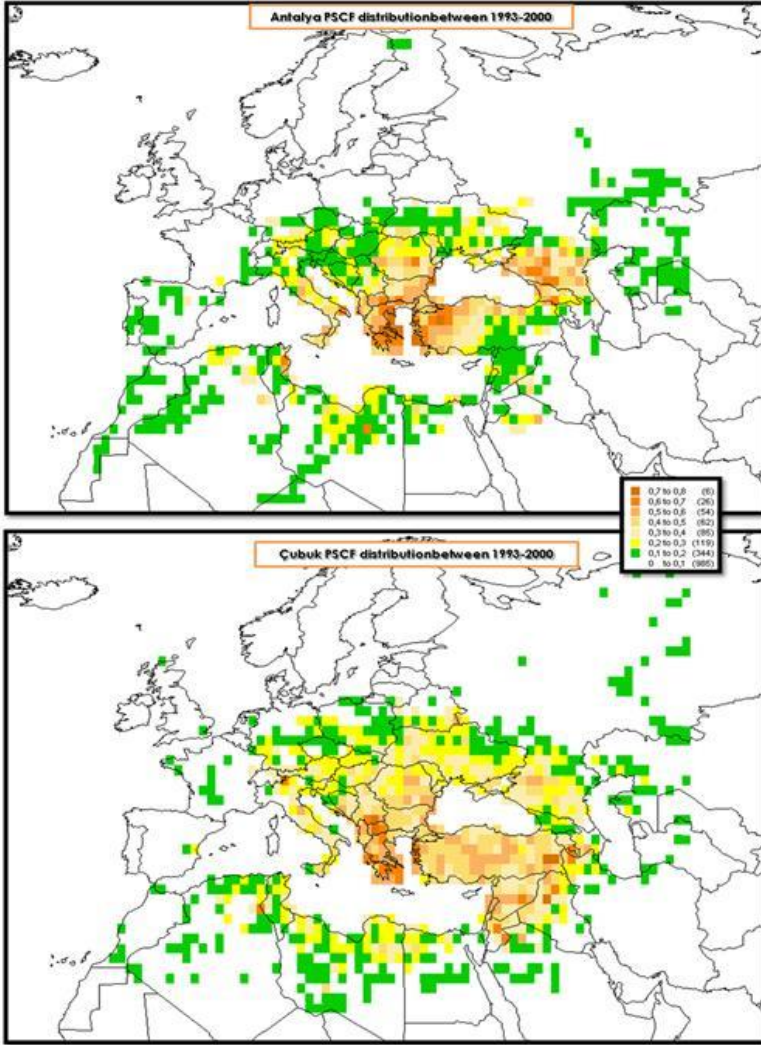 Antalya PSCF distributionbetween 1993-2000
0,7 to 0,8 (6)
0,6 to 0,7 (26)
0,5 to 0,6 (54)
0,4 to 0,5 (62)
0,3 to 0,4 (85)
0,2 to 0,3 (119)
0,1 to 0,2 (344)
0 to 0,1 (985)
Çubuk PSCF distributionbetween 1993-2000